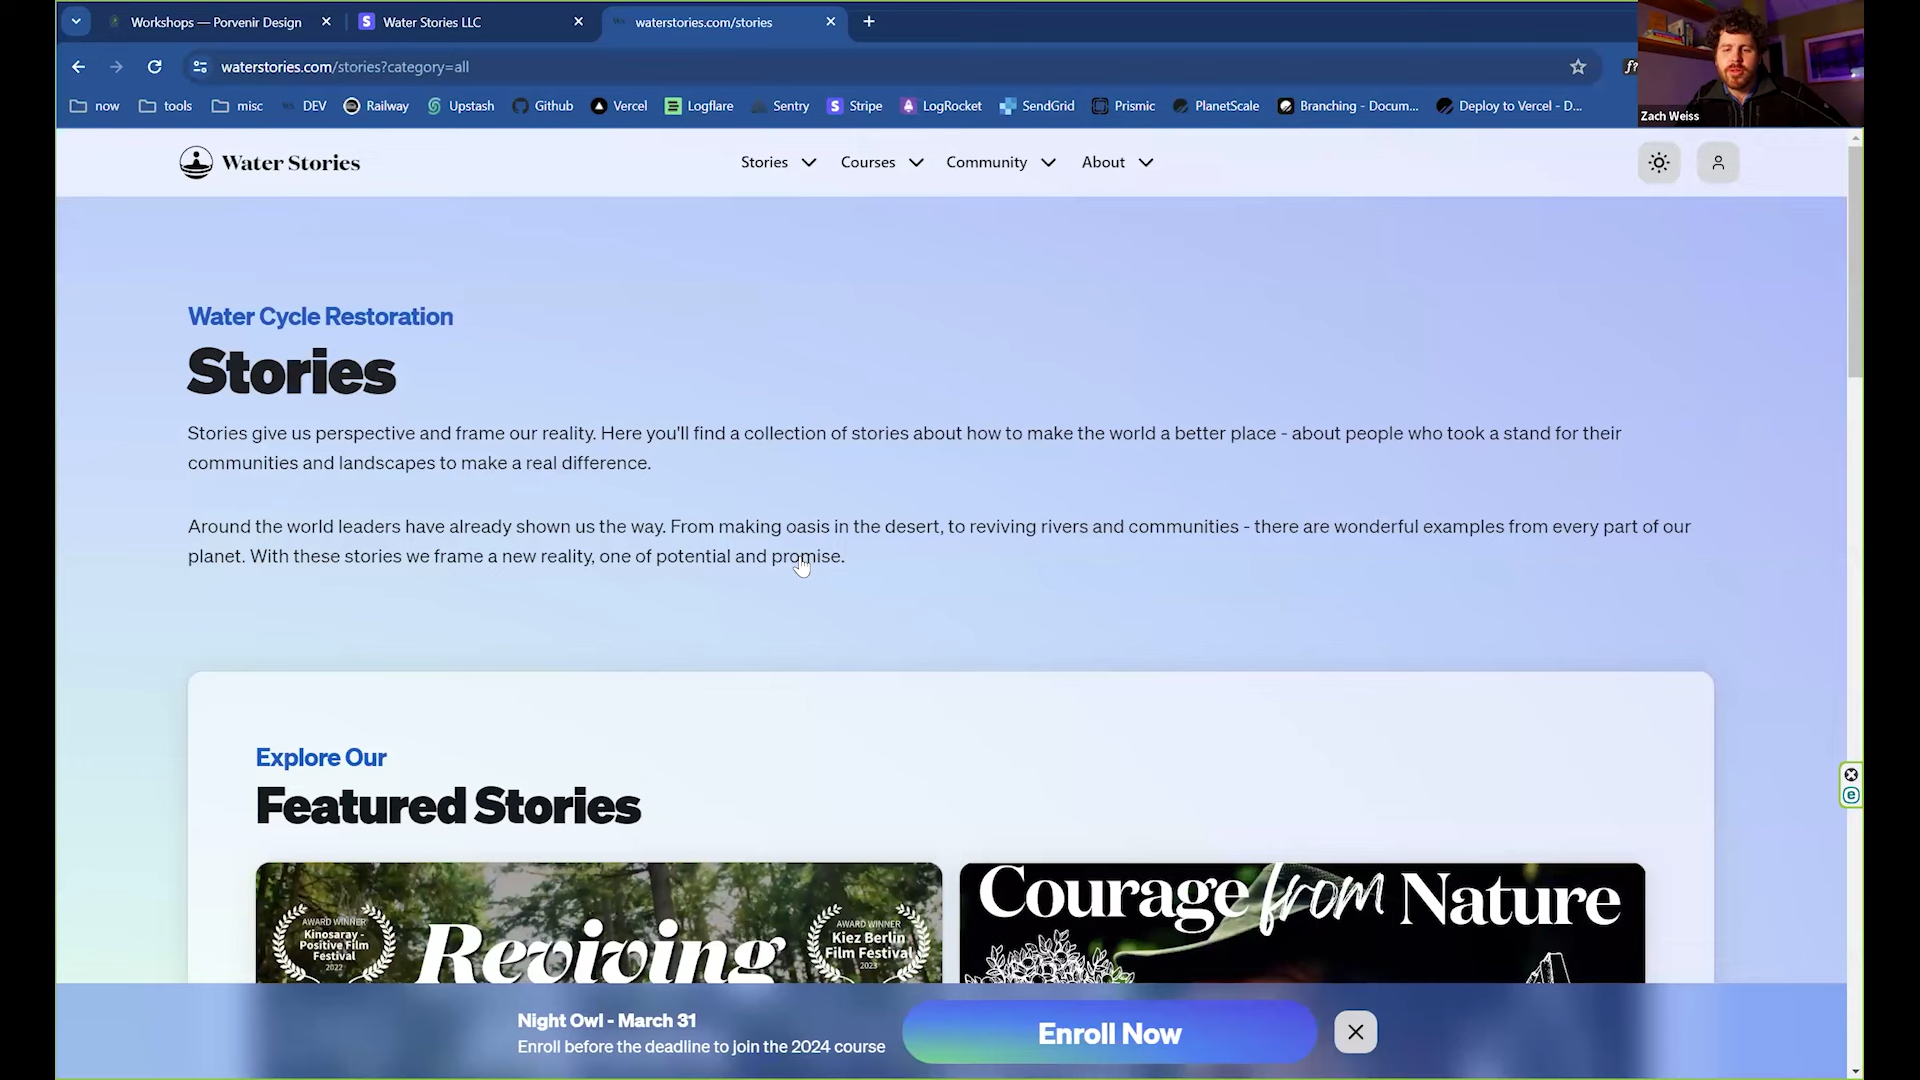 Workshops — Porvenir Design
Water Stories LLC
waterstories.com/stories
waterstories.com/stories?category=all
now
tools
misc
DEV
Railway
Upstash
Github
Vercel
Logflare
Sentry
Stripe
LogRocket
SendGrid
Prismic
PlanetScale
Branching - Docum...
Deploy to Vercel - D...
f?
Zach Weiss
Water Stories
Stories
Courses
Community
About
Water Cycle Restoration
Stories
Stories give us perspective and frame our reality. Here you'll find a collection of stories about how to make the world a better place - about people who took a stand for their
communities and landscapes to make a real difference.
Around the world leaders have already shown us the way. From making oasis in the desert, to reviving rivers and communities - there are wonderful examples from every part of our
planet. With these stories we frame a new reality, one of potential and promise.
Explore Our
Featured Stories
AWARD WINNER
Kinosaray -
Positive Film
Festival
2022
Reviving
AWARD WINNER
Kiez Berlin
Film Festival
2023
Courage from Nature
Night Owl - March 31
Enroll before the deadline to join the 2024 course
Enroll Now